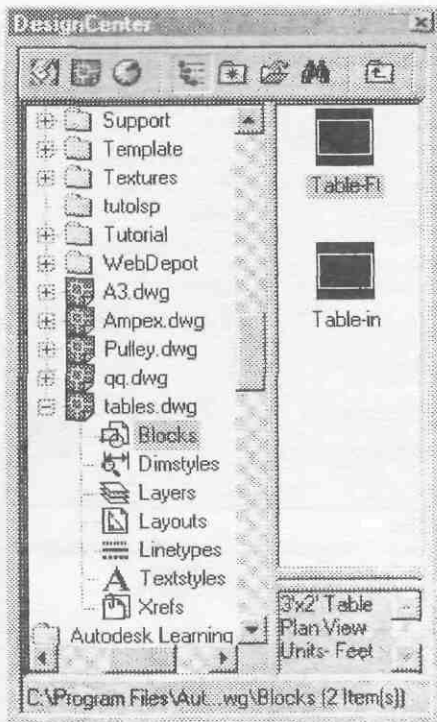 DesignCenter
Support
Template
Textures
tutolsp
Tutorial
WebDepot
A3.dwg
Ampex.dwg
Pulley.dwg
qq.dwg
tables.dwg
Blocks
Dimstyles
Layers
Layouts
Linetypes
Textstyles
Xrefs
Autodesk Learning
Table-Ft
Table-in
3'x2' Table
Plan View
Units- Feet
C:\Program Files\Aut...wg\Blocks (2 Item(s))